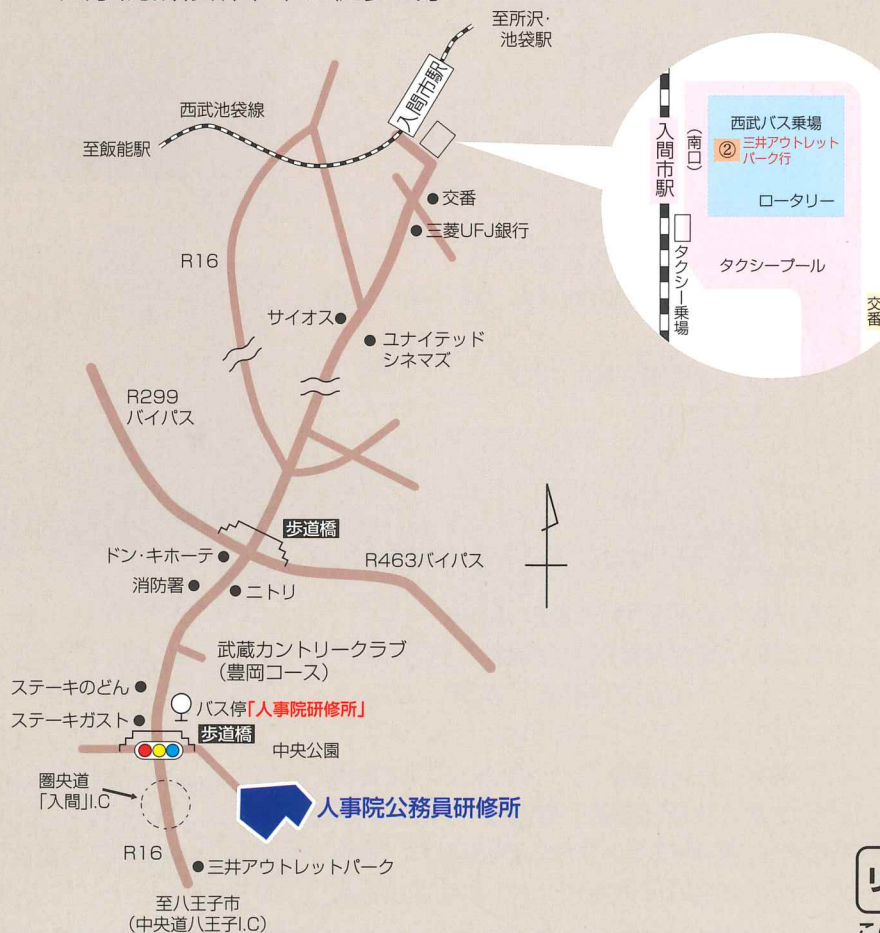 至所沢・
池袋駅
入間市駅
西武池袋線
至飯能駅
入間市駅
(南口)
西武バス乗場
② 三井アウトレット
パーク行
ロータリー
タクシー乗場
タクシープール
交番
交番
三菱UFJ銀行
R16
サイオス
ユナイテッド
シネマズ
R299
バイパス
歩道橋
ドン・キホーテ
R463バイパス
消防署
ニトリ
武蔵カントリークラブ
(豊岡コース)
ステーキのどん
バス停「人事院研修所」
ステーキガスト
歩道橋
中央公園
圏央道
「入間」I.C
人事院公務員研修所
R16
三井アウトレットパーク
至八王子市
(中央道八王子I.C)